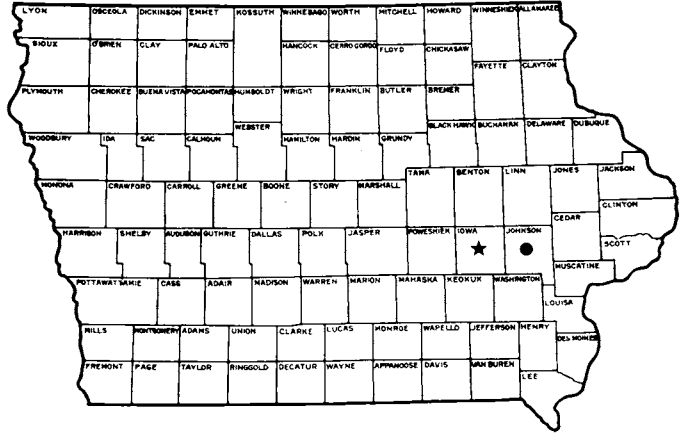 LYON OSCEOLA DICKINSON EMMET KOSSUTH WINNEBAGO WORTH MITCHELL HOWARD WINNESHIEK ALLAMAKEE
SIOUX O'BRIEN CLAY PALO ALTO HANCOCK CERRO GORDO FLOYD CHICKASAW
FAYETTE CLAYTON
PLYMOUTH CHEROKEE BUENA VISTA POCAHONTAS HUMBOLDT WRIGHT FRANKLIN BUTLER BREMER
WEBSTER BLACK HAWK BUCHANAN DELAWARE DUBUQUE
WOODBURY IDA SAC CALHOUN HAMILTON HARDIN GRUNDY
TAMA BENTON LINN JONES JACKSON
MONONA CRAWFORD CARROLL GREENE BOONE STORY MARSHALL
CLINTON
CEDAR
HARRISON SHELBY AUDUBON GUTHRIE DALLAS POLK JASPER POWESHIEK IOWA JOHNSON
SCOTT
MUSCATINE
POTTAWATTAMIE CASS ADAIR MADISON WARREN MARION MAHASKA KEOKUK WASHINGTON
LOUISA
MILLS MONTGOMERY ADAMS UNION CLARKE LUCAS MONROE WAPELLO JEFFERSON HENRY
DES MOINES
FREMONT PAGE TAYLOR RINGGOLD DECATUR WAYNE APPANOOSE DAVIS VAN BUREN
LEE